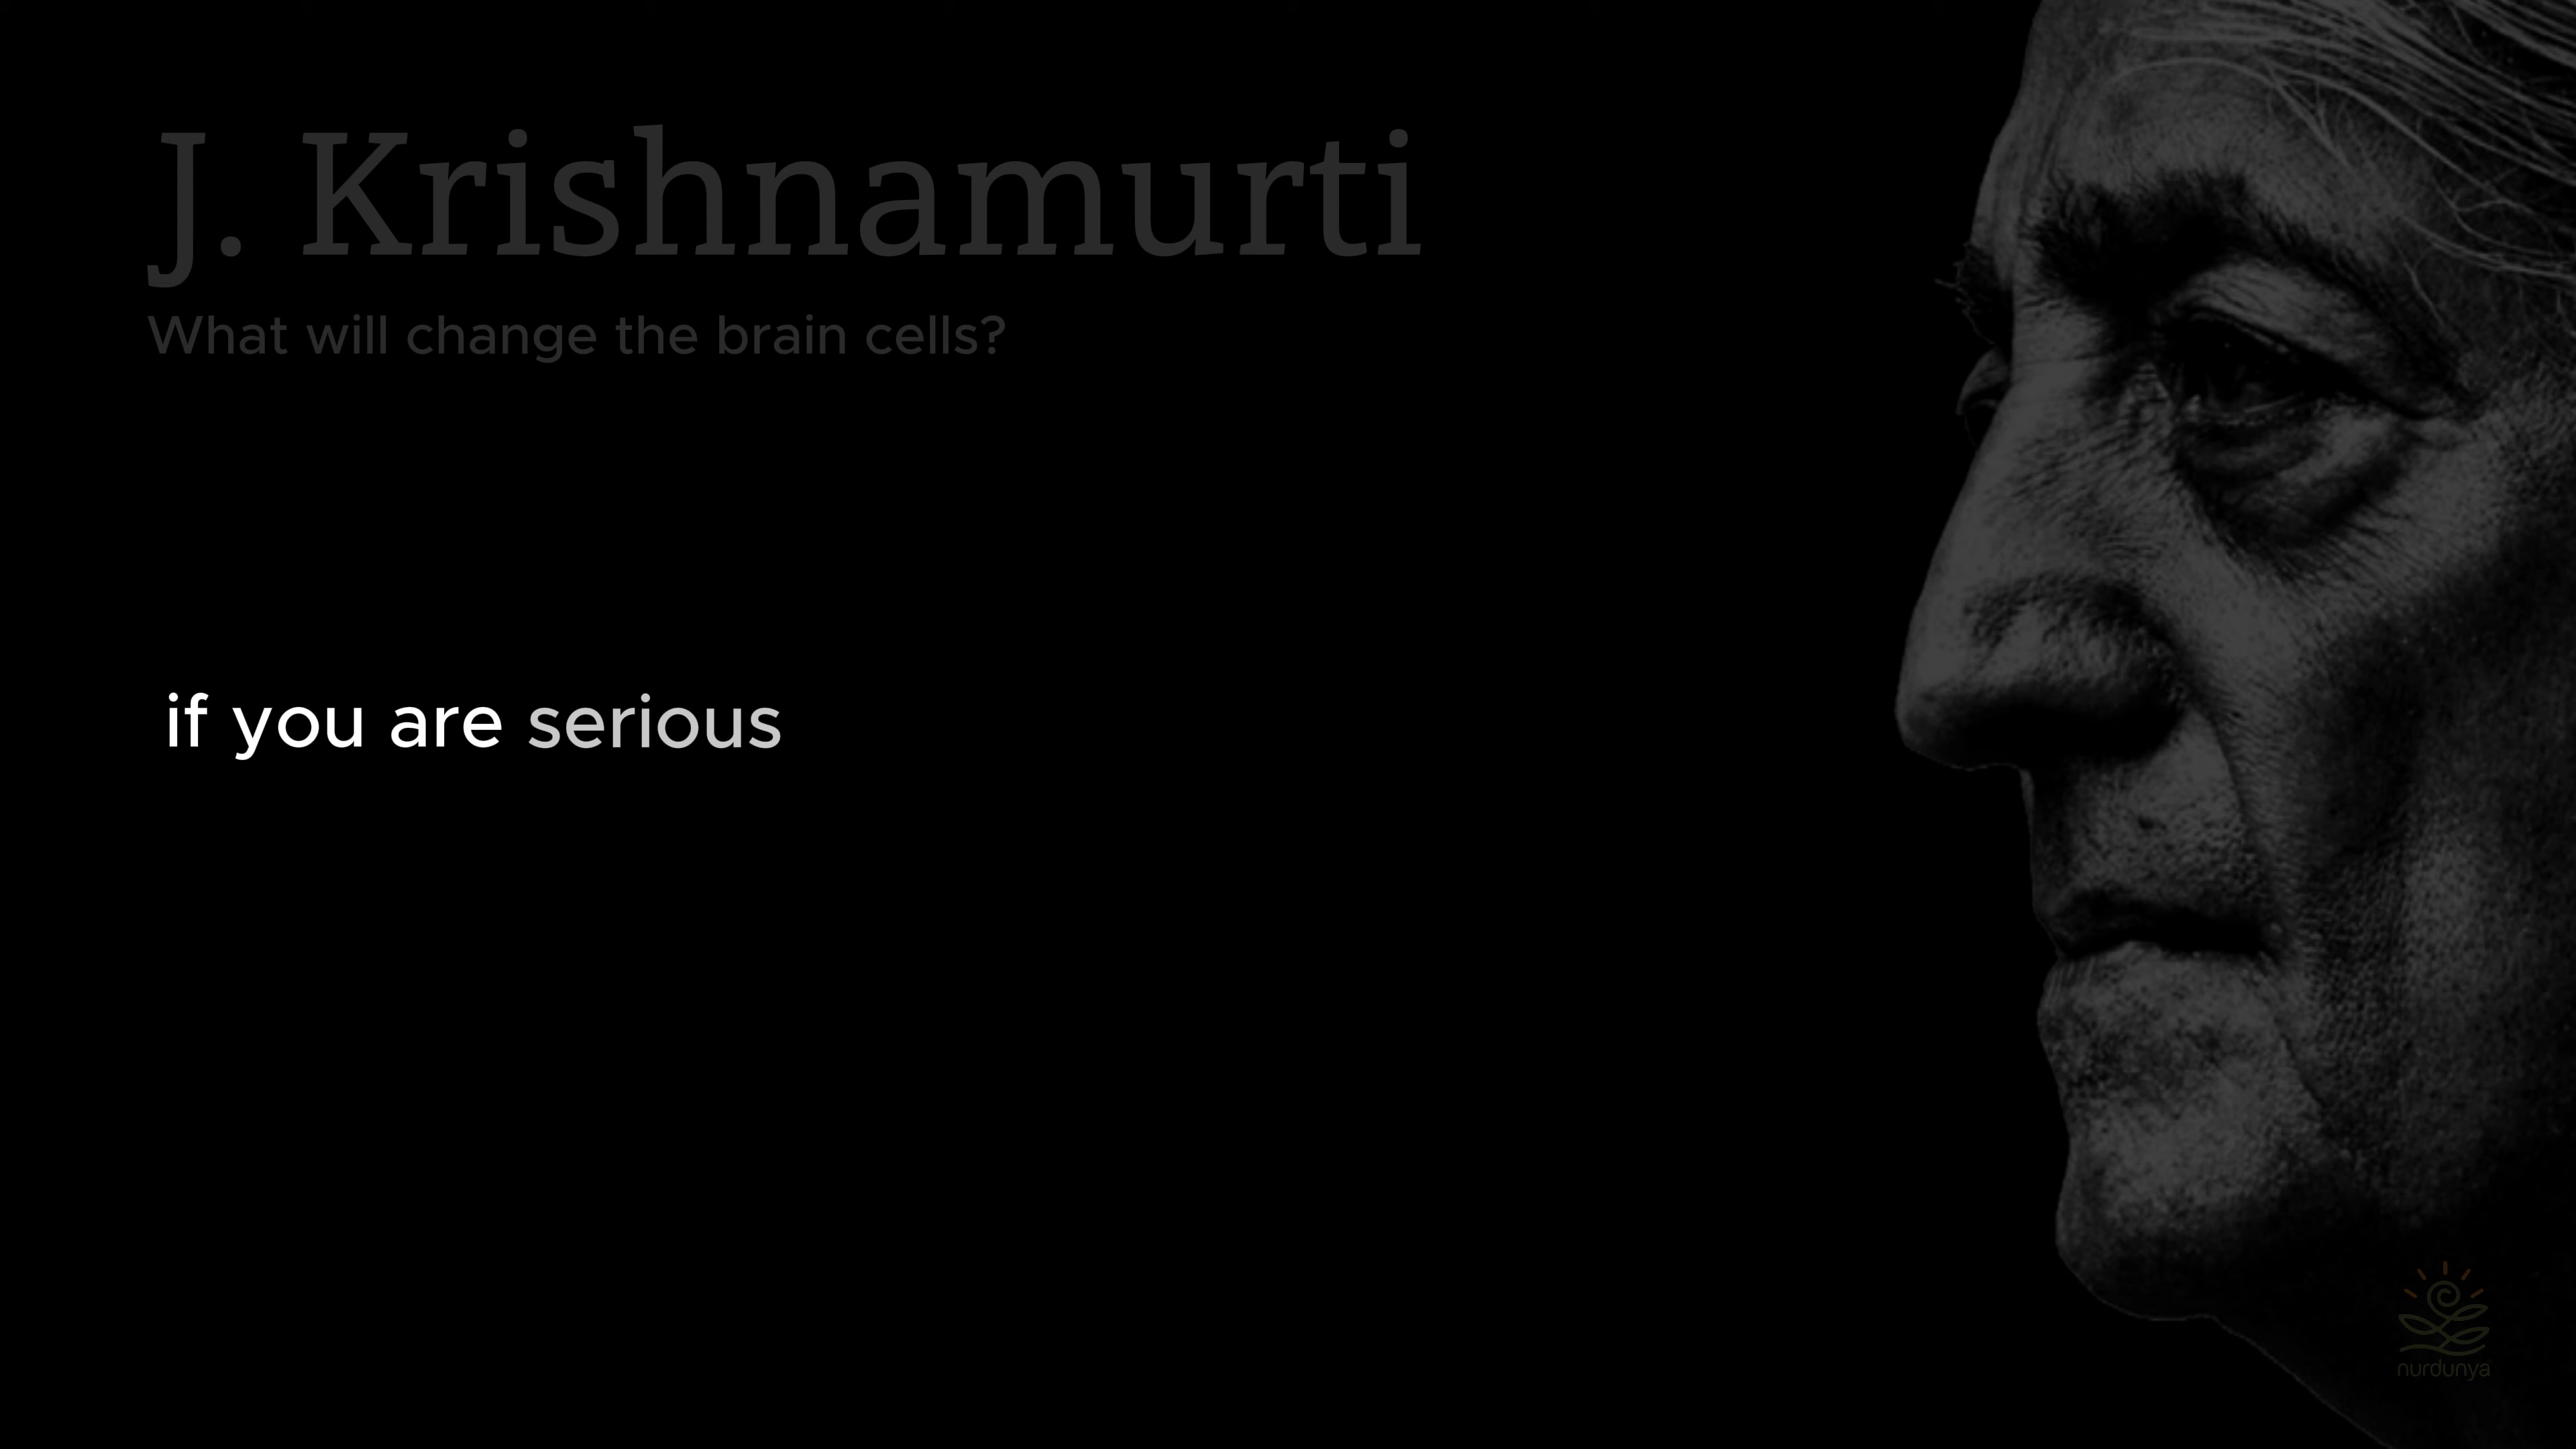 J. Krishnamurti
What will change the brain cells?
if you are serious
nurdunya